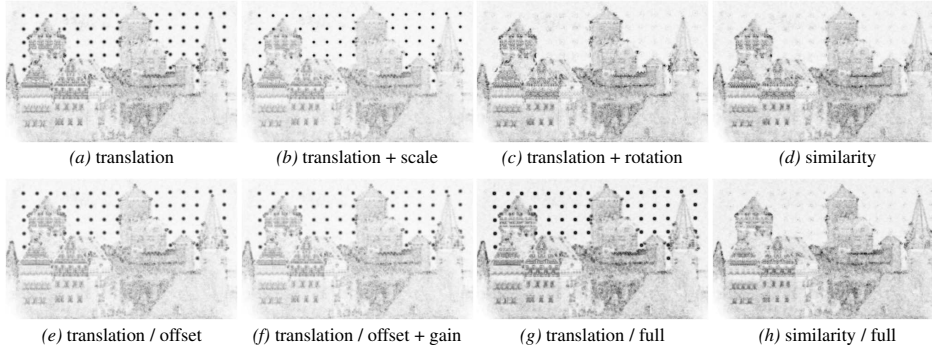 (a) translation
(b) translation + scale
(c) translation + rotation
(d) similarity
(e) translation / offset
(f) translation / offset + gain
(g) translation / full
(h) similarity / full